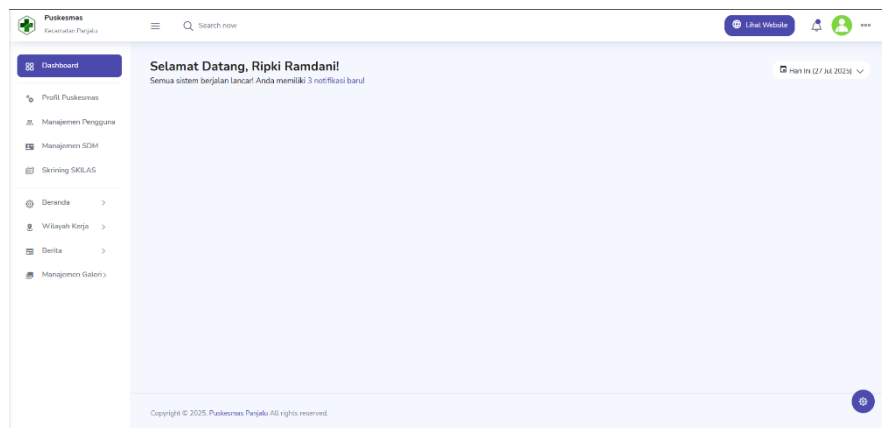 Puskesmas
Kecamatan Panjalu
Search now
Lihat Website
Dashboard
Profil Puskesmas
Manajemen Pengguna
Manajemen SDM
Skrining SKILAS
Beranda
Wilayah Kerja
Berita
Manajemen Galeri
Selamat Datang, Ripki Ramdani!
Semua sistem berjalan lancar! Anda memiliki 3 notifikasi baru!
Hari Ini (27 Jul 2025)
Copyright © 2025. Puskesmas Panjalu All rights reserved.